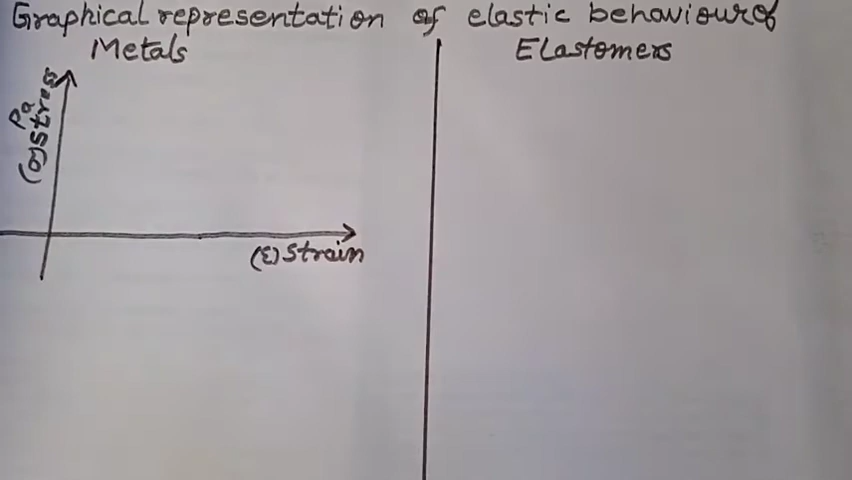 Graphical representation of elastic behaviour of
Metals
Elastomers
(σ) Stress
Pa
(ε) Strain